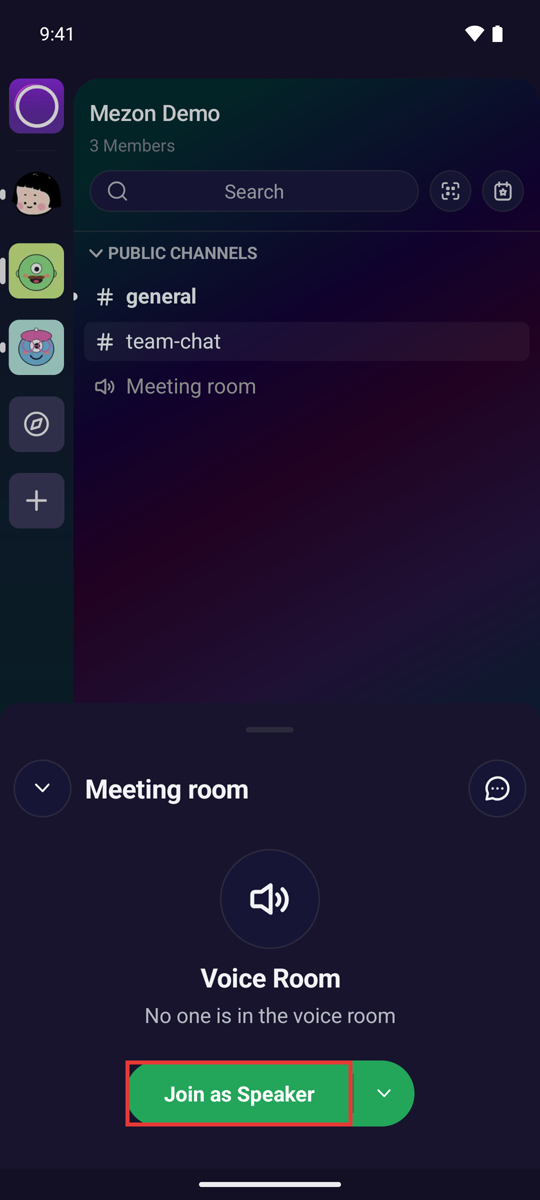 9:41
Mezon Demo
3 Members
Search
PUBLIC CHANNELS
# general
# team-chat
Meeting room
Meeting room
Voice Room
No one is in the voice room
Join as Speaker